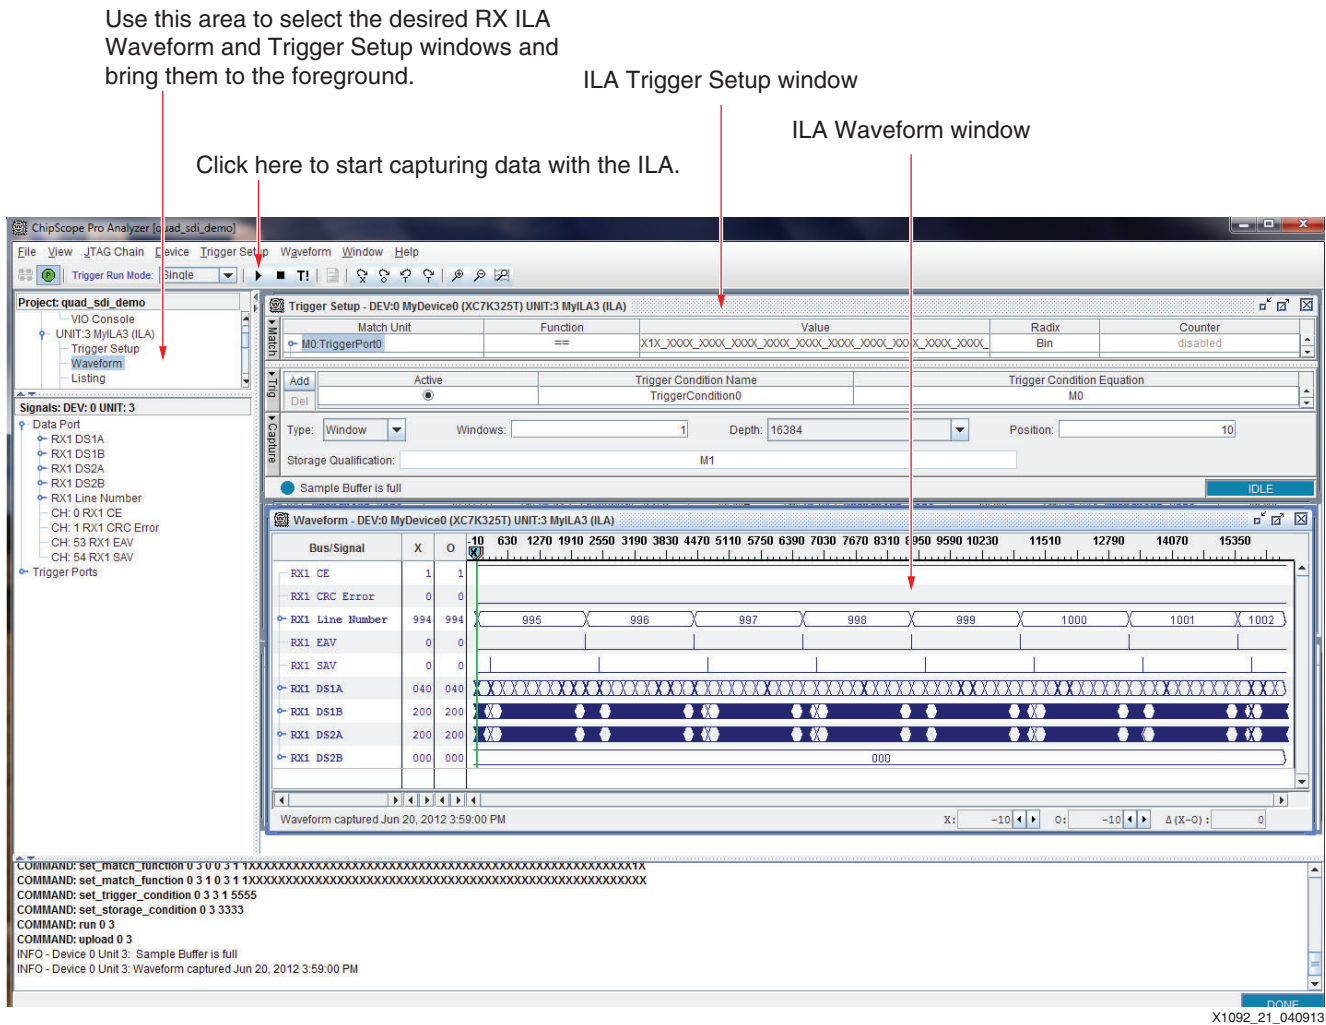 Use this area to select the desired RX ILA
Waveform and Trigger Setup windows and
bring them to the foreground.
ILA Trigger Setup window
ILA Waveform window
Click here to start capturing data with the ILA.
ChipScope Pro Analyzer [quad_sdi_demo]
File View JTAG Chain Device Trigger Setup Waveform Window Help
Trigger Run Mode: Single T!
Project: quad_sdi_demo
VIO Console
UNIT:3 MyILA3 (ILA)
Trigger Setup
Waveform
Listing
Signals: DEV: 0 UNIT: 3
Data Port
RX1 DS1A
RX1 DS1B
RX1 DS2A
RX1 DS2B
RX1 Line Number
CH: 0 RX1 CE
CH: 1 RX1 CRC Error
CH: 53 RX1 EAV
CH: 54 RX1 SAV
Trigger Ports
Trigger Setup - DEV:0 MyDevice0 (XC7K325T) UNIT:3 MyILA3 (ILA)
Match
Match Unit Function Value Radix Counter
M0:TriggerPort0 == X1X_XXXX_XXXX_XXXX_XXXX_XXXX_XXXX_XXXX_XXXX_XXXX_ Bin disabled
Trig
Add Active Trigger Condition Name Trigger Condition Equation
Del TriggerCondition0 M0
Capture
Type: Window Windows: 1 Depth: 16384 Position: 10
Storage Qualification: M1
Sample Buffer is full IDLE
Waveform - DEV:0 MyDevice0 (XC7K325T) UNIT:3 MyILA3 (ILA)
Bus/Signal X O -10 630 1270 1910 2550 3190 3830 4470 5110 5750 6390 7030 7670 8310 8950 9590 10230 11510 12790 14070 15350
RX1 CE 1 1
RX1 CRC Error 0 0
RX1 Line Number 994 994 995 996 997 998 999 1000 1001 1002
RX1 EAV 0 0
RX1 SAV 0 0
RX1 DS1A 040 040
RX1 DS1B 200 200
RX1 DS2A 200 200
RX1 DS2B 000 000 000
Waveform captured Jun 20, 2012 3:59:00 PM X: -10 O: -10 Δ(X-O): 0
COMMAND: set_trigger_condition 0 3 3 1 5555
COMMAND: set_storage_condition 0 3 3333
COMMAND: run 0 3
COMMAND: upload 0 3
INFO - Device 0 Unit 3: Sample Buffer is full
INFO - Device 0 Unit 3: Waveform captured Jun 20, 2012 3:59:00 PM
DONE
X1092_21_040913